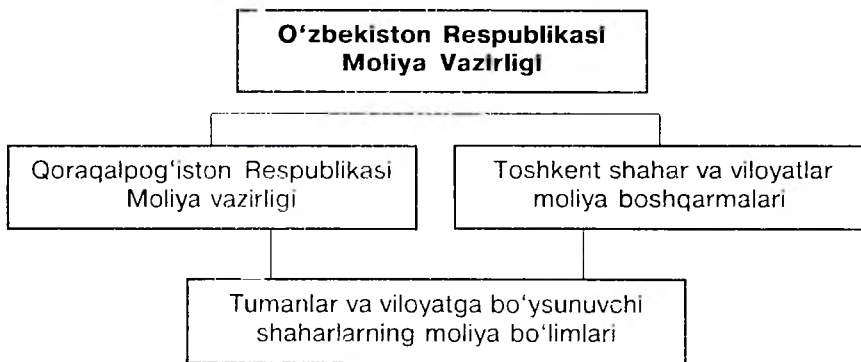 O‘zbekiston Respublikasi
Moliya Vazirligi
Qoraqalpog‘iston Respublikasi
Moliya vazirligi
Toshkent shahar va viloyatlar
moliya boshqarmalari
Tumanlar va viloyatga bo‘ysunuvchi
shaharlarning moliya bo‘limlari